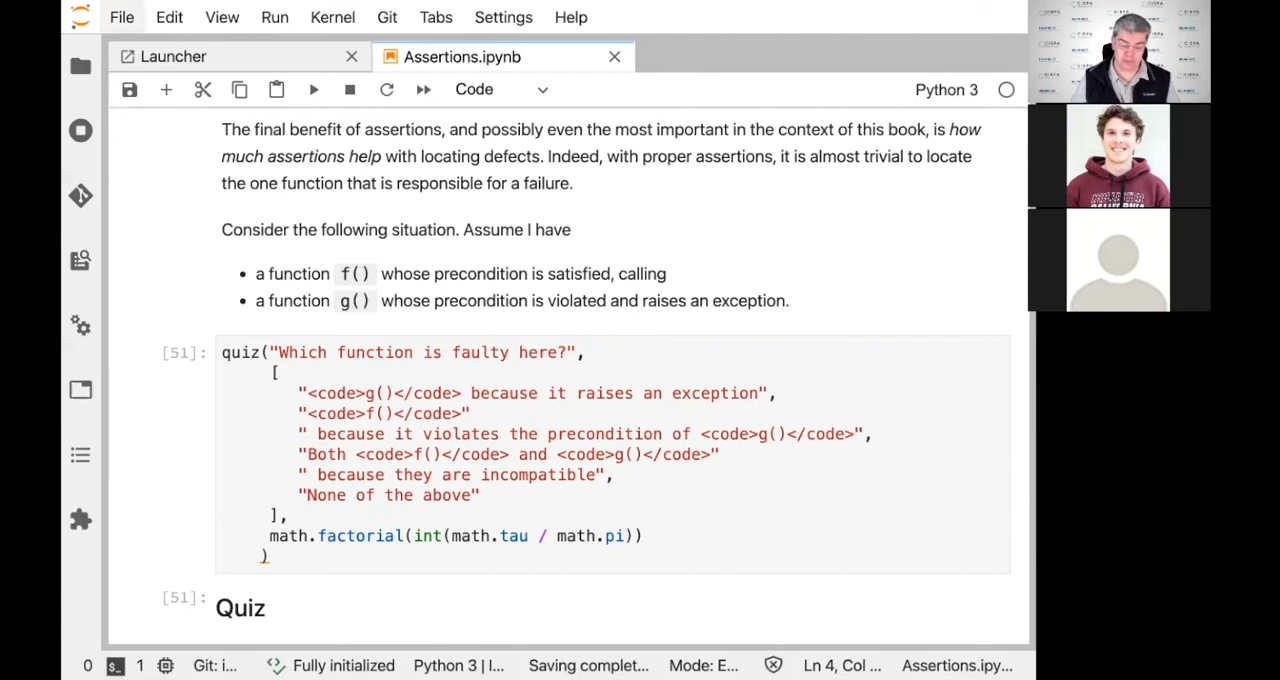 File Edit View Run Kernel Git Tabs Settings Help
Launcher
Assertions.ipynb
Code
Python 3
The final benefit of assertions, and possibly even the most important in the context of this book, is how
much assertions help with locating defects. Indeed, with proper assertions, it is almost trivial to locate
the one function that is responsible for a failure.
Consider the following situation. Assume I have
• a function f() whose precondition is satisfied, calling
• a function g() whose precondition is violated and raises an exception.
[51]: quiz("Which function is faulty here?",
[
"<code>g()</code> because it raises an exception",
"<code>f()</code>"
" because it violates the precondition of <code>g()</code>",
"Both <code>f()</code> and <code>g()</code>"
" because they are incompatible",
"None of the above"
],
math.factorial(int(math.tau / math.pi))
)
[51]: Quiz
0 $_ 1 Git: i... Fully initialized Python 3 | I... Saving complet... Mode: E... Ln 4, Col ... Assertions.ipy...
CISPA